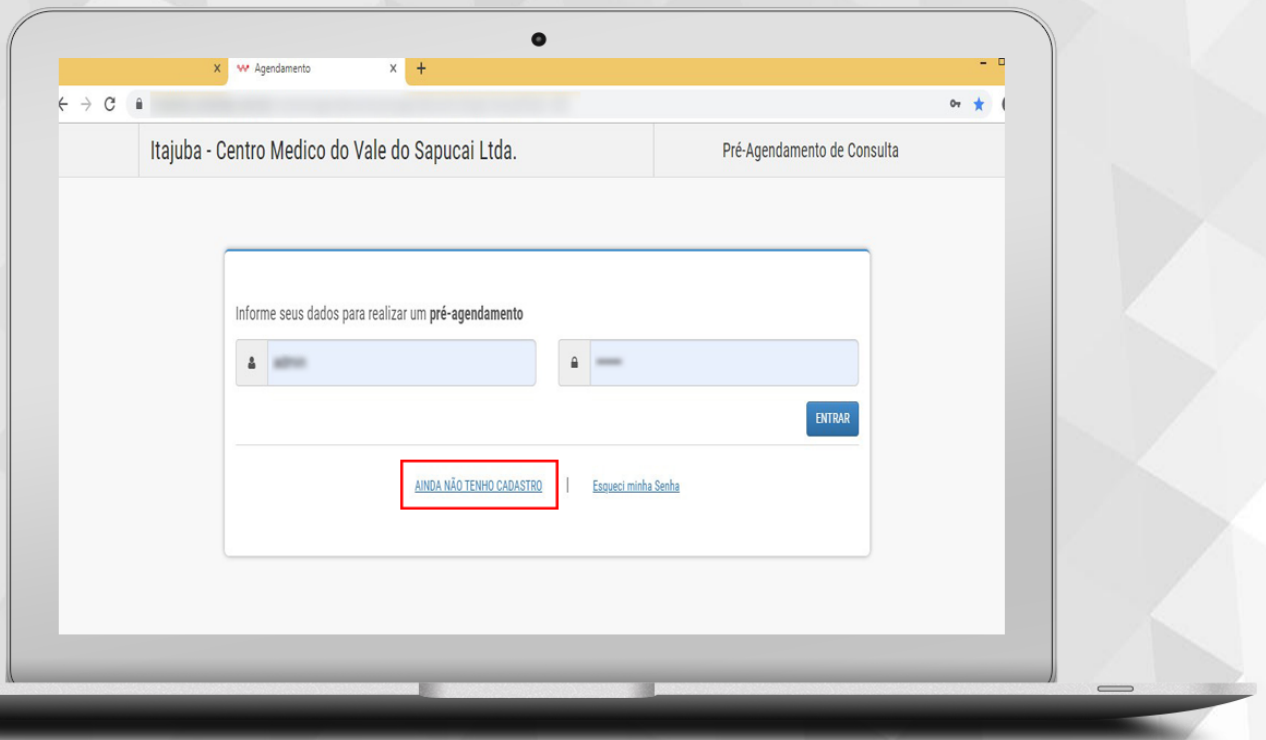 Agendamento
Itajuba - Centro Medico do Vale do Sapucai Ltda.
Pré-Agendamento de Consulta
Informe seus dados para realizar um pré-agendamento
ENTRAR
AINDA NÃO TENHO CADASTRO | Esqueci minha Senha